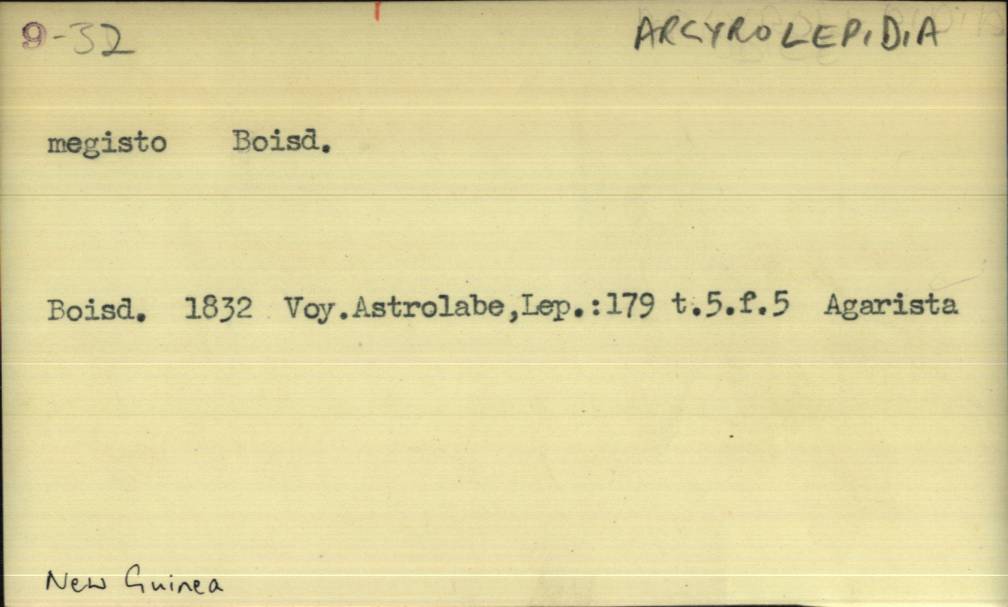 9-32 ARGYROLEPIDIA
megisto Boisd.
Boisd. 1832 Voy.Astrolabe,Lep.:179 t.5.f.5 Agarista
New Guinea